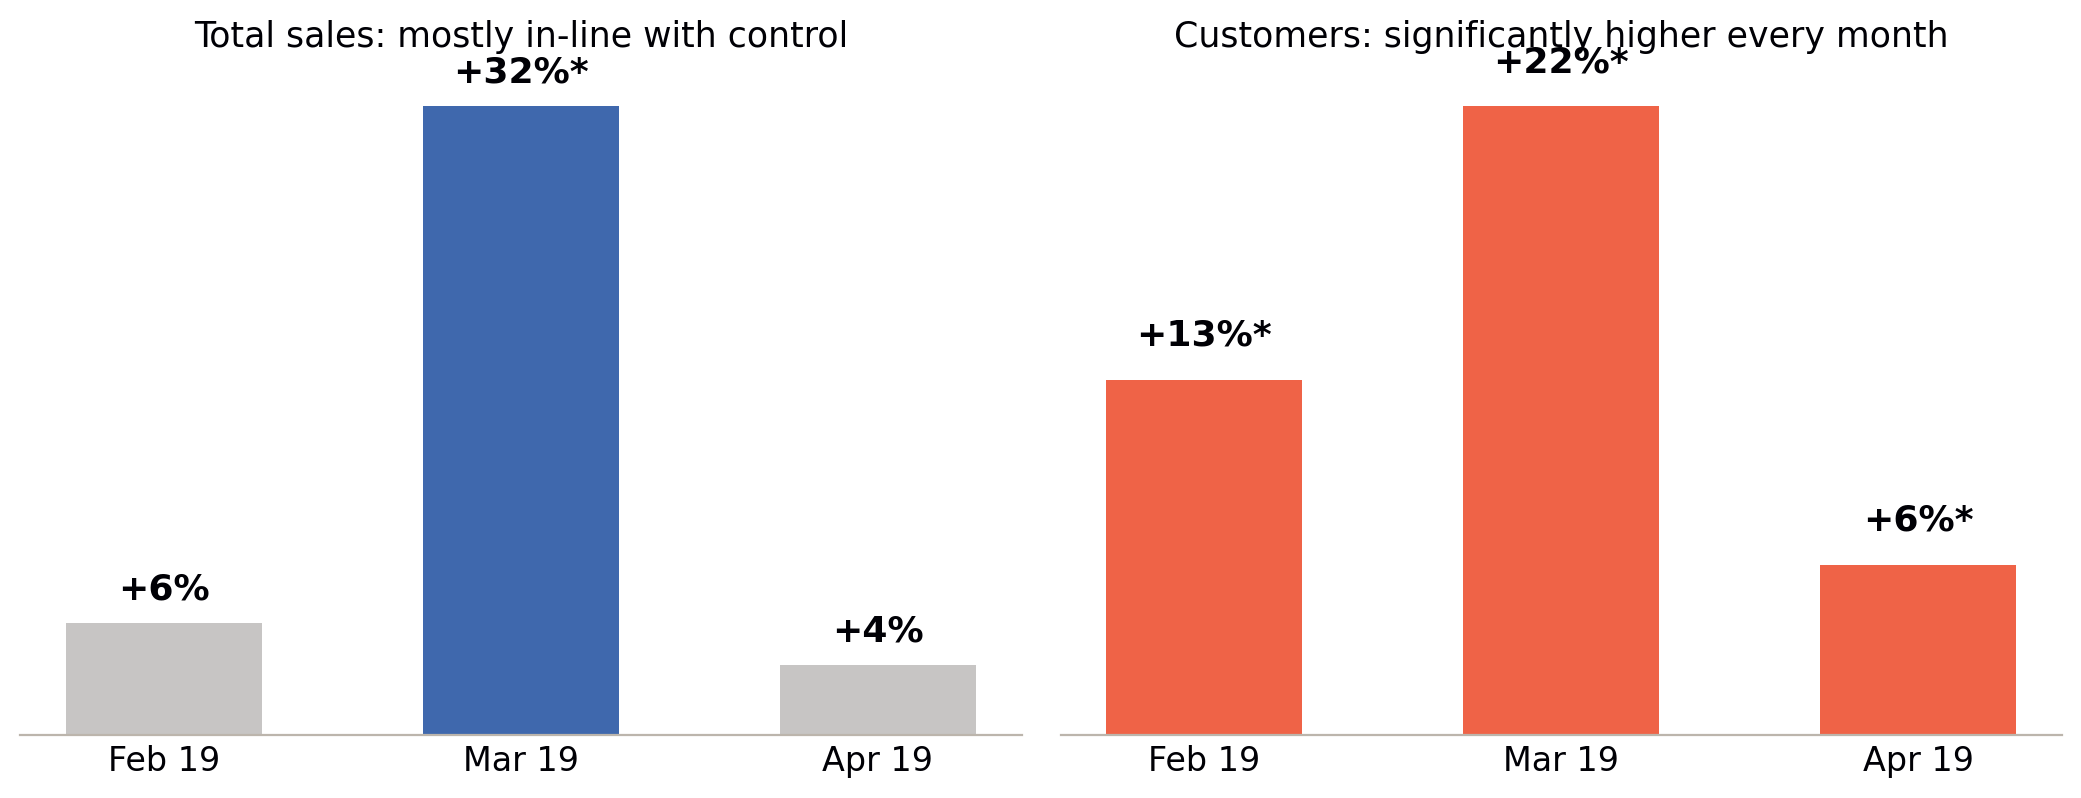 Total sales: mostly in-line with control
+32%*
+6%
+4%
Feb 19
Mar 19
Apr 19
Customers: significantly higher every month
+22%*
+13%*
+6%*
Feb 19
Mar 19
Apr 19